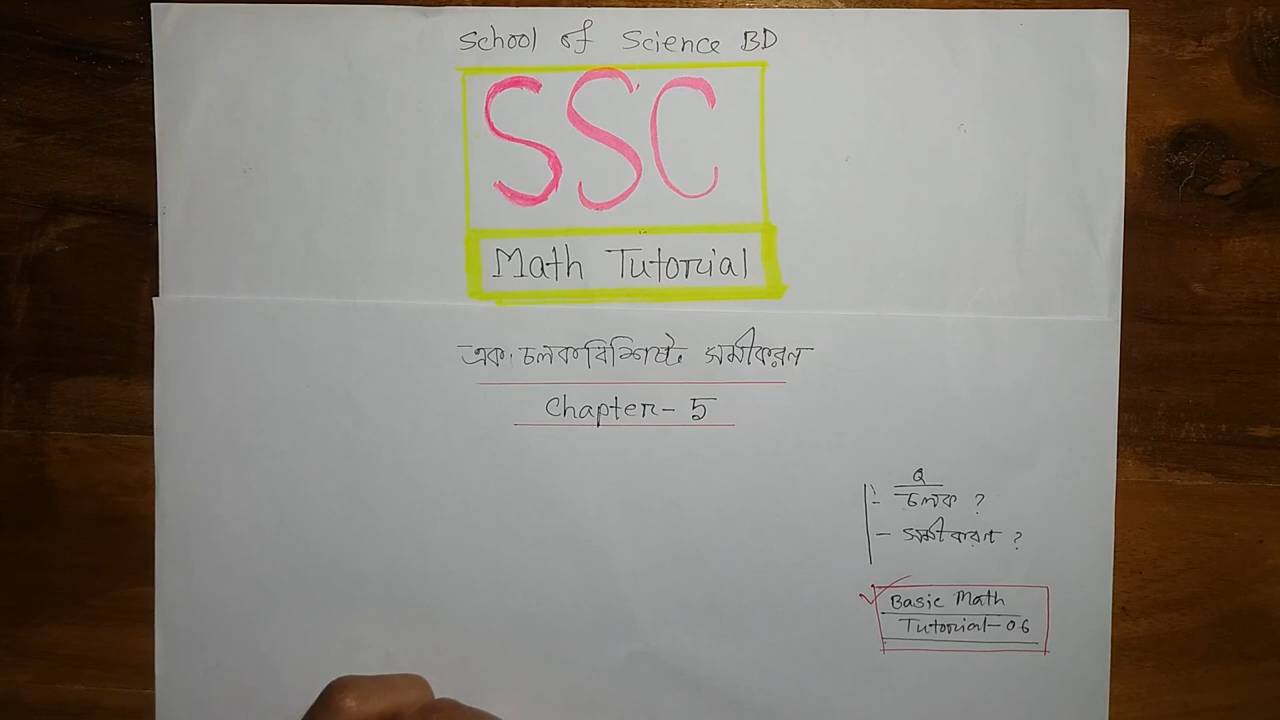 School of Science BD
SSC
Math Tutorial
এক চলকবিশিষ্ট সমীকরণ
Chapter- 5
Q
- চলক ?
- সমীকরণ ?
Basic Math
Tutorial-06